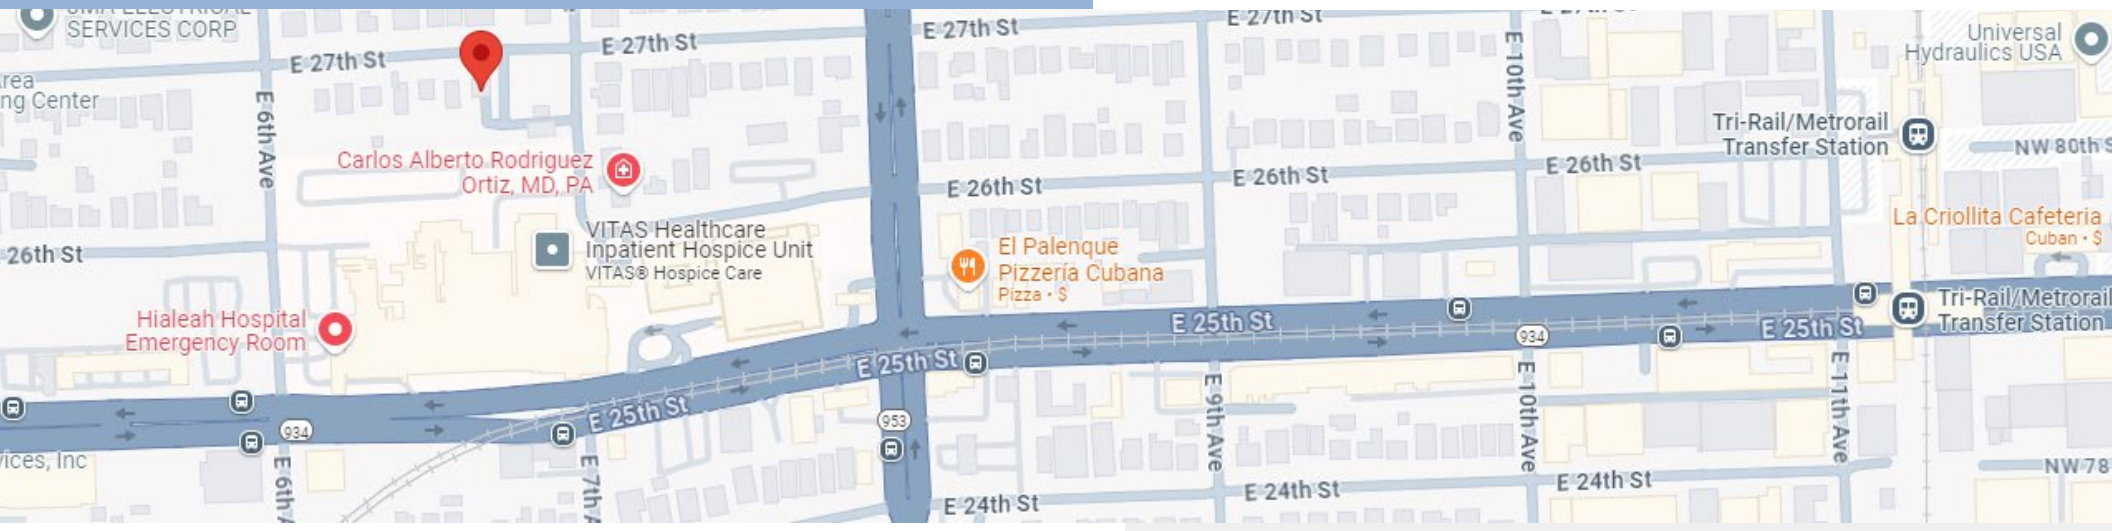 SERVICES CORP
E 27th St
E 27th St
E 27th St
E 27th St
Universal
Hydraulics USA
ng Center
E 6th Ave
E 10th Ave
Tri-Rail/Metrorail
Transfer Station
NW 80th S
Carlos Alberto Rodriguez
Ortiz, MD, PA
E 26th St
E 26th St
E 26th St
26th St
VITAS Healthcare
Inpatient Hospice Unit
VITAS® Hospice Care
El Palenque
Pizzería Cubana
Pizza · $
La Criollita Cafeteria
Cuban · $
Hialeah Hospital
Emergency Room
E 25th St
E 25th St
E 25th St
E 25th St
Tri-Rail/Metrorail
Transfer Station
934
934
953
E 9th Ave
E 10th Ave
E 11th Ave
ices, Inc
E 6th A
E 7th A
E 24th St
E 24th St
E 24th St
NW 78